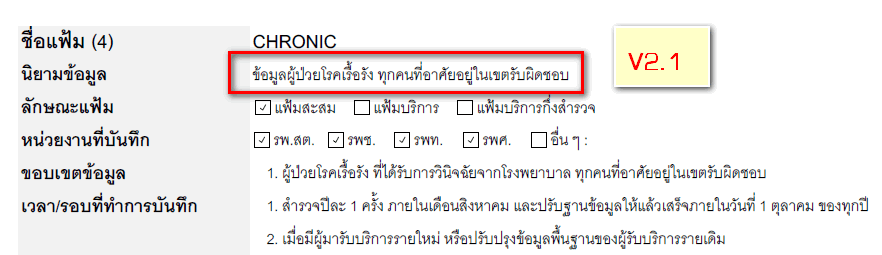 ชื่อแฟ้ม (4) CHRONIC
V2.1
นิยามข้อมูล ข้อมูลผู้ป่วยโรคเรื้อรัง ทุกคนที่อาศัยอยู่ในเขตรับผิดชอบ
ลักษณะแฟ้ม ☑ แฟ้มสะสม ☐ แฟ้มบริการ ☐ แฟ้มบริการกึ่งสำรวจ
หน่วยงานที่บันทึก ☑ รพ.สต. ☑ รพช. ☑ รพท. ☑ รพศ. ☐ อื่น ๆ :
ขอบเขตข้อมูล 1. ผู้ป่วยโรคเรื้อรัง ที่ได้รับการวินิจฉัยจากโรงพยาบาล ทุกคนที่อาศัยอยู่ในเขตรับผิดชอบ
เวลา/รอบที่ทำการบันทึก 1. สำรวจปีละ 1 ครั้ง ภายในเดือนสิงหาคม และปรับฐานข้อมูลให้แล้วเสร็จภายในวันที่ 1 ตุลาคม ของทุกปี
2. เมื่อมีผู้มารับบริการรายใหม่ หรือปรับปรุงข้อมูลพื้นฐานของผู้รับบริการรายเดิม